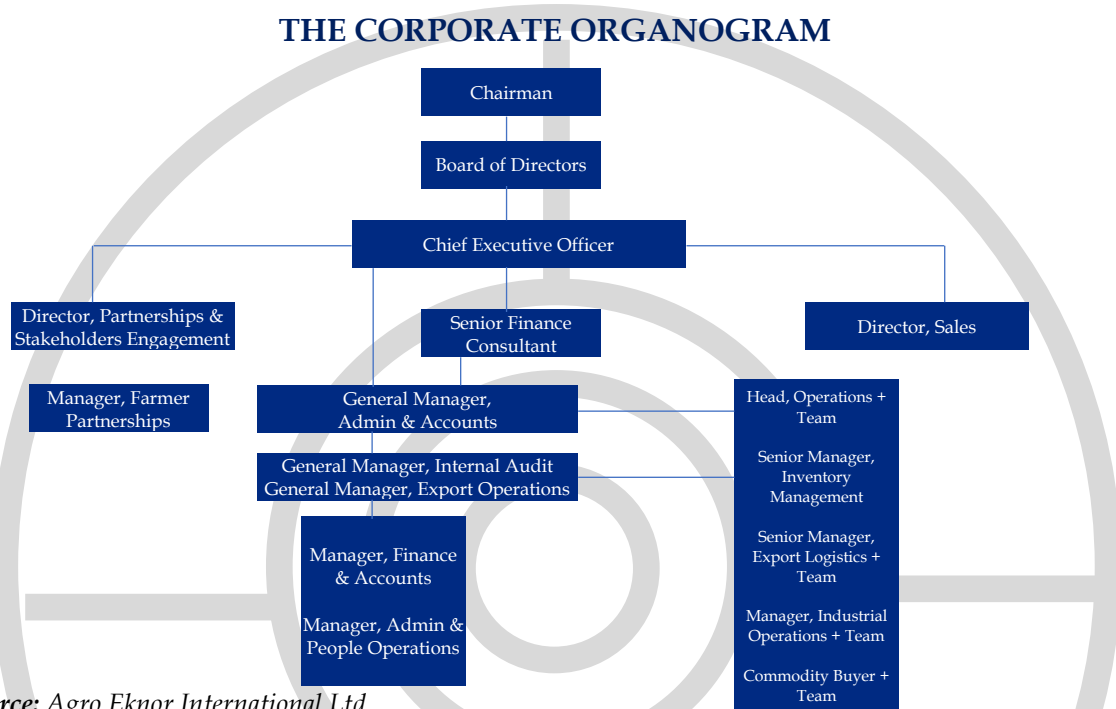 THE CORPORATE ORGANOGRAM
Chairman
Board of Directors
Chief Executive Officer
Director, Partnerships &
Stakeholders Engagement
Senior Finance
Consultant
Director, Sales
Manager, Farmer
Partnerships
General Manager,
Admin & Accounts
General Manager, Internal Audit
General Manager, Export Operations
Manager, Finance
& Accounts
Manager, Admin &
People Operations
Head, Operations +
Team
Senior Manager,
Inventory
Management
Senior Manager,
Export Logistics +
Team
Manager, Industrial
Operations + Team
Commodity Buyer +
Team
rce: Agro Eknor International Ltd